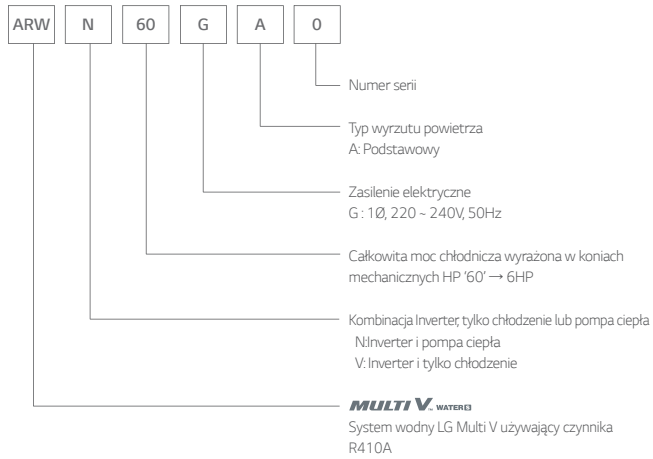 ARW N 60 G A 0
Numer serii
Typ wyrzutu powietrza
A: Podstawowy
Zasilenie elektryczne
G : 1Ø, 220 ~ 240V, 50Hz
Całkowita moc chłodnicza wyrażona w koniach
mechanicznych HP ‘60’ → 6HP
Kombinacja Inverter, tylko chłodzenie lub pompa ciepła
N:Inverter i pompa ciepła
V: Inverter i tylko chłodzenie
MULTI V™ WATER S
System wodny LG Multi V używający czynnika
R410A